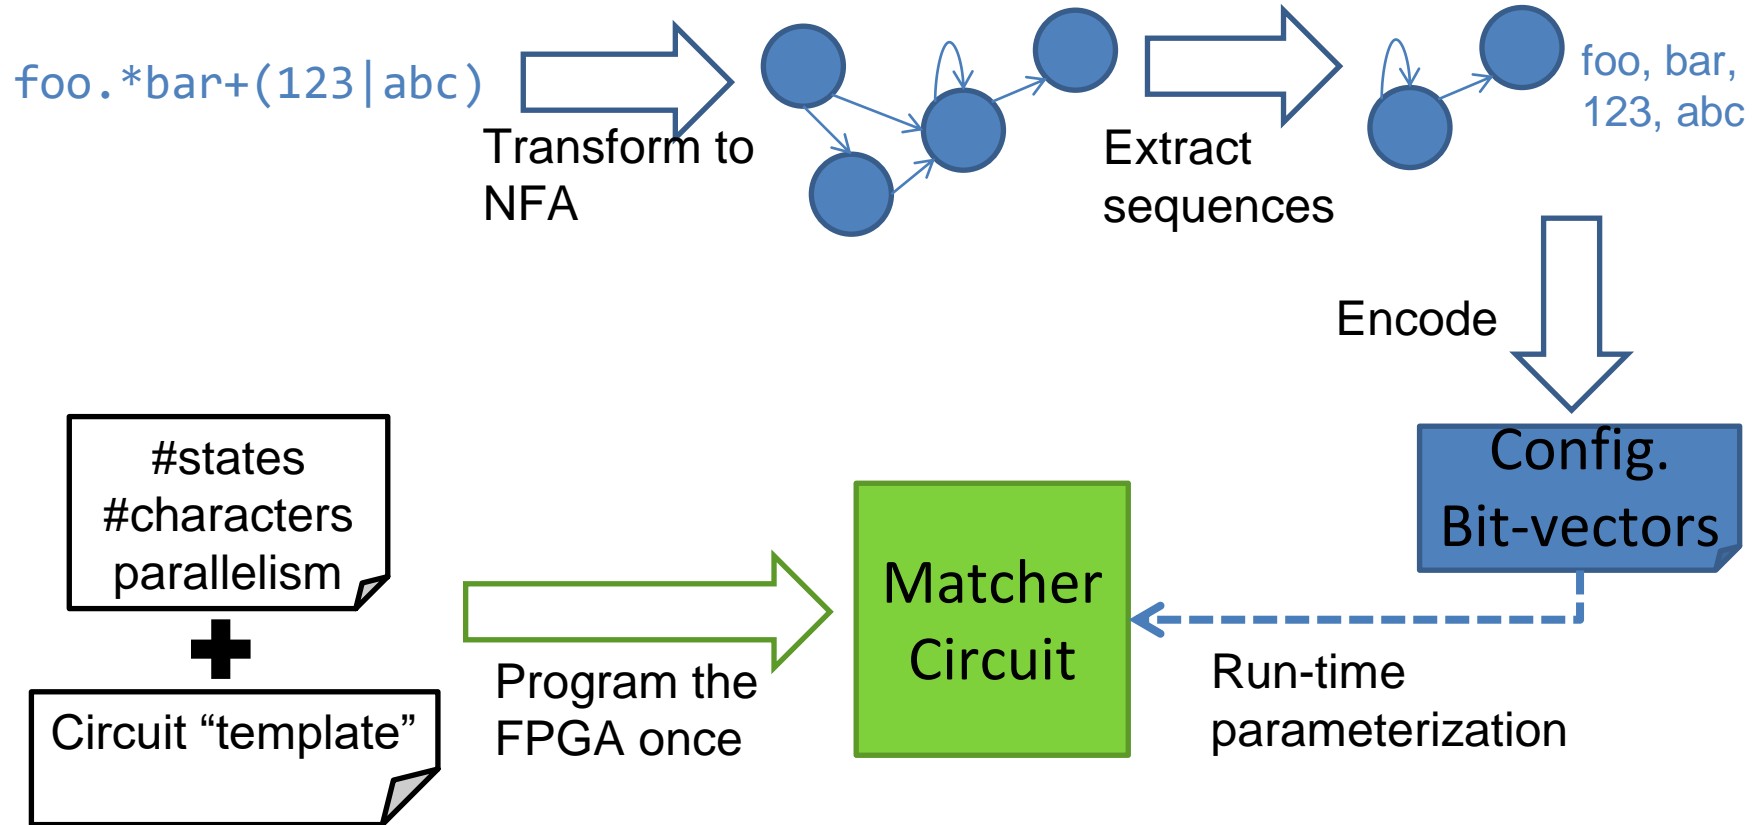 foo.*bar+(123|abc)
Transform to
NFA
Extract
sequences
foo, bar,
123, abc
Encode
Config.
Bit-vectors
#states
#characters
parallelism
Circuit “template”
Program the
FPGA once
Matcher
Circuit
Run-time
parameterization